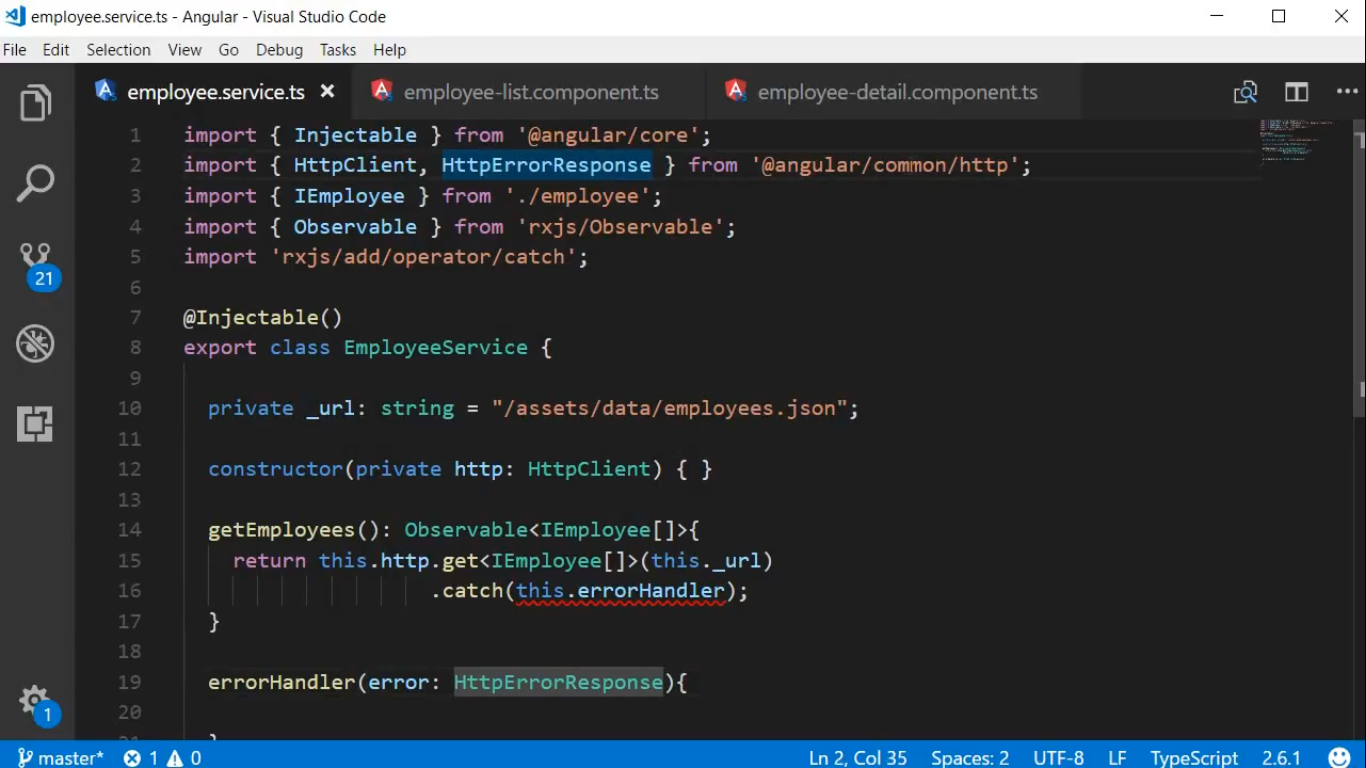 employee.service.ts - Angular - Visual Studio Code
File Edit Selection View Go Debug Tasks Help
employee.service.ts employee-list.component.ts employee-detail.component.ts
1 import { Injectable } from '@angular/core';
2 import { HttpClient, HttpErrorResponse } from '@angular/common/http';
3 import { IEmployee } from './employee';
4 import { Observable } from 'rxjs/Observable';
5 import 'rxjs/add/operator/catch';
6
7 @Injectable()
8 export class EmployeeService {
9
10 private _url: string = "/assets/data/employees.json";
11
12 constructor(private http: HttpClient) { }
13
14 getEmployees(): Observable<IEmployee[]>{
15 return this.http.get<IEmployee[]>(this._url)
16 .catch(this.errorHandler);
17 }
18
19 errorHandler(error: HttpErrorResponse){
20
21
21
1
master* 1 0 Ln 2, Col 35 Spaces: 2 UTF-8 LF TypeScript 2.6.1